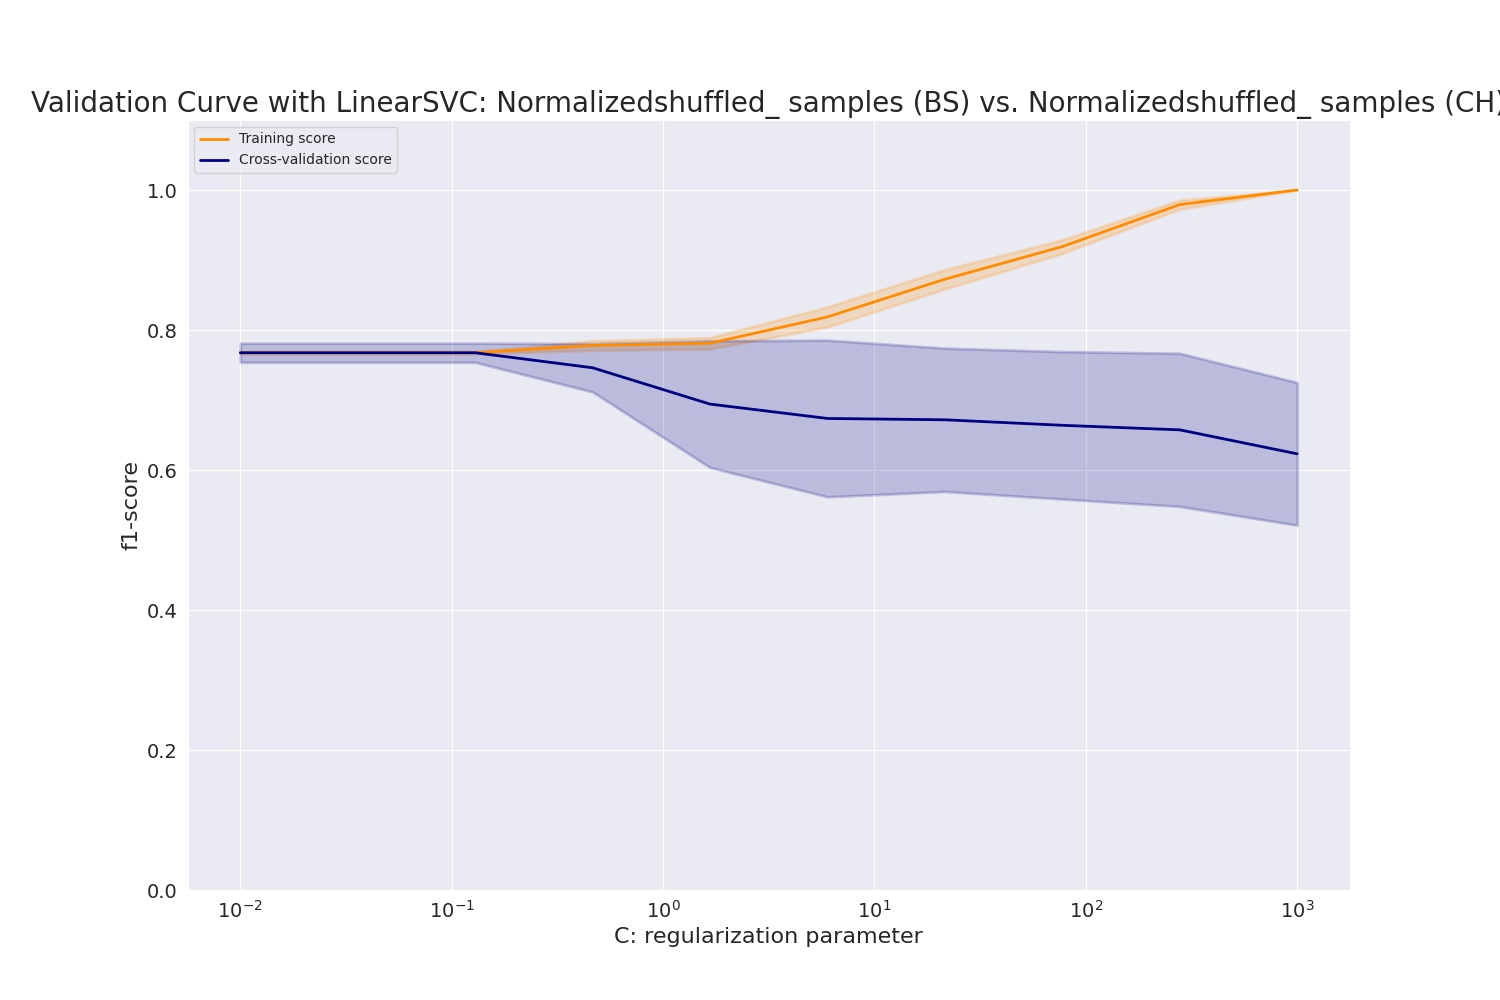 Validation Curve with LinearSVC: Normalizedshuffled_ samples (BS) vs. Normalizedshuffled_ samples (CH)
Training score
Cross-validation score
1.0
0.8
0.6
0.4
0.2
0.0
f1-score
10⁻² 10⁻¹ 10⁰ 10¹ 10² 10³
C: regularization parameter